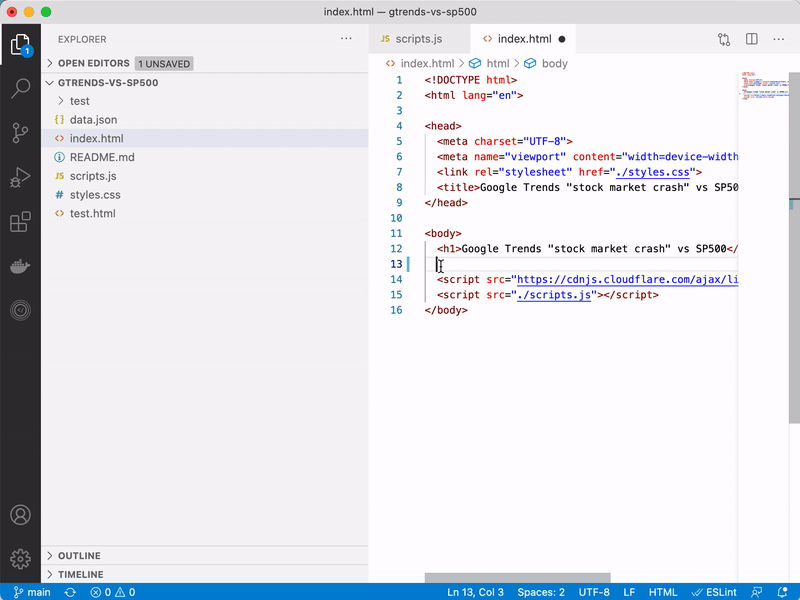 index.html — gtrends-vs-sp500
1
EXPLORER
OPEN EDITORS 1 UNSAVED
GTRENDS-VS-SP500
test
{} data.json
<> index.html
README.md
JS scripts.js
# styles.css
<> test.html
OUTLINE
TIMELINE
JS scripts.js
<> index.html
<> index.html > html > body
1 <!DOCTYPE html>
2 <html lang="en">
3
4 <head>
5 <meta charset="UTF-8">
6 <meta name="viewport" content="width=device-width
7 <link rel="stylesheet" href="./styles.css">
8 <title>Google Trends "stock market crash" vs SP50
9 </head>
10
11 <body>
12 <h1>Google Trends "stock market crash" vs SP500</
13
14 <script src="https://cdnjs.cloudflare.com/ajax/li
15 <script src="./scripts.js"></script>
16 </body>
main 0 0 Ln 13, Col 3 Spaces: 2 UTF-8 LF HTML ESLint